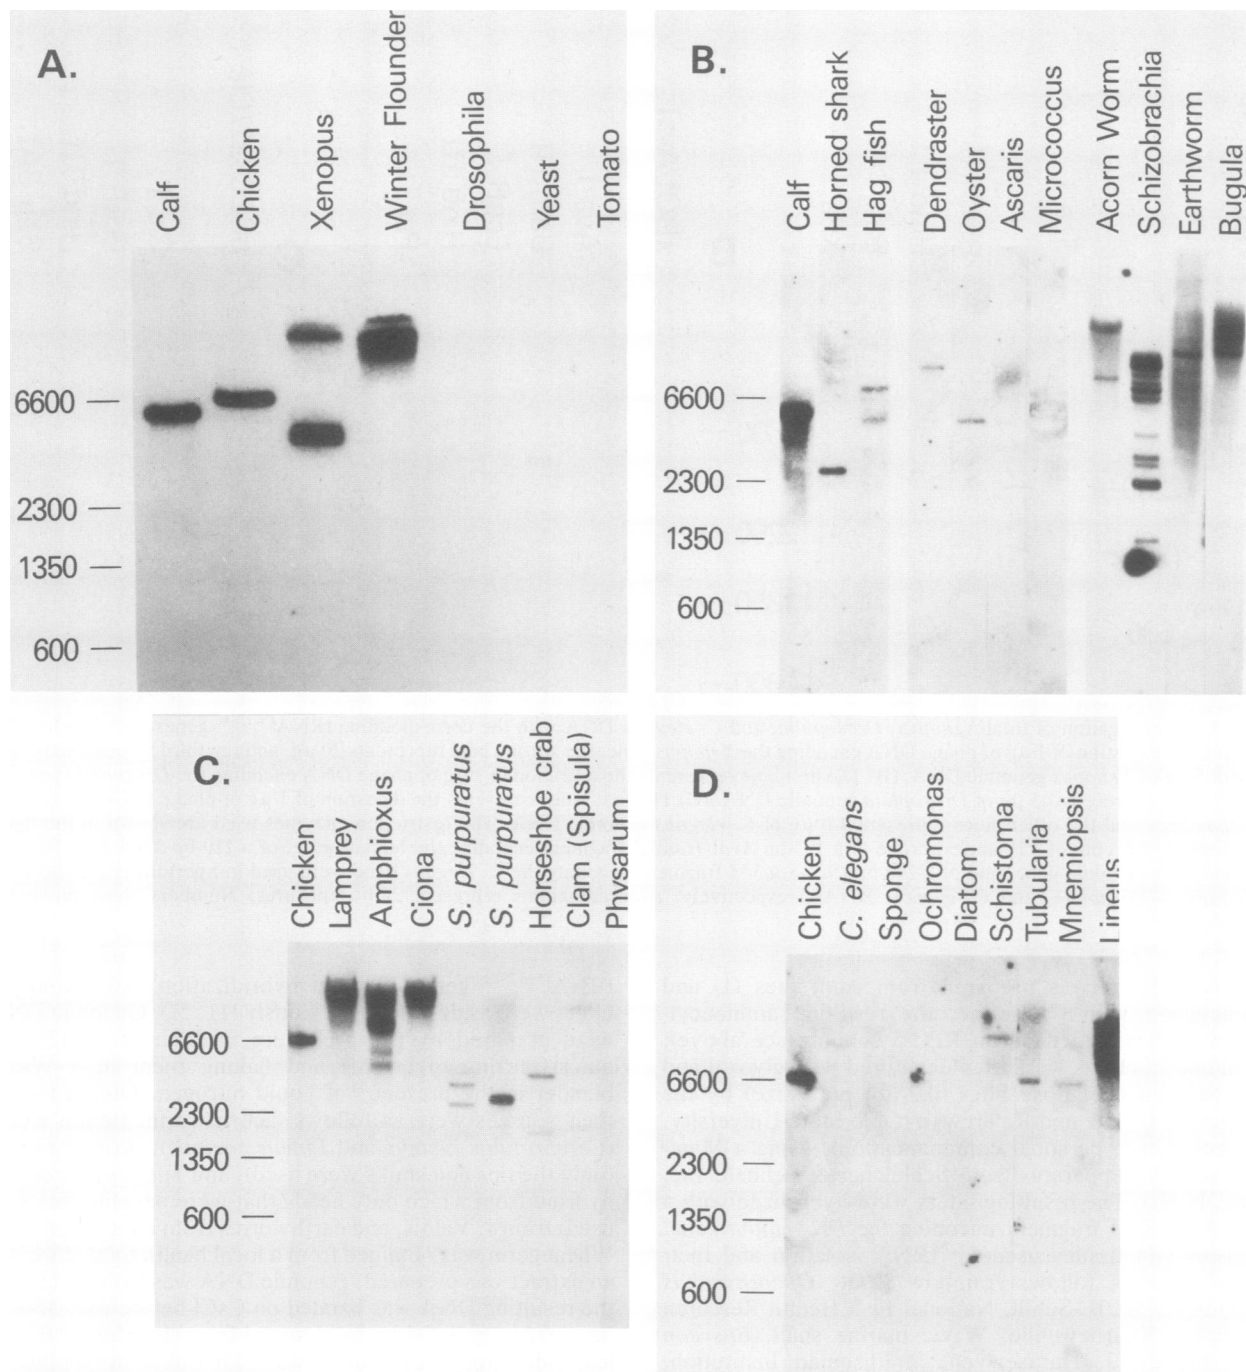 A.
Calf
Chicken
Xenopus
Winter Flounder
Drosophila
Yeast
Tomato
6600
2300
1350
600
B.
Calf
Horned shark
Hag fish
Dendraster
Oyster
Ascaris
Micrococcus
Acorn Worm
Schizobrachia
Earthworm
Bugula
6600
2300
1350
600
C.
Chicken
Lamprey
Amphioxus
Ciona
S. purpuratus
S. purpuratus
Horseshoe crab
Clam (Spisula)
Physarum
6600
2300
1350
600
D.
Chicken
C. elegans
Sponge
Ochromonas
Diatom
Schistoma
Tubularia
Mnemiopsis
Lineus
6600
2300
1350
600